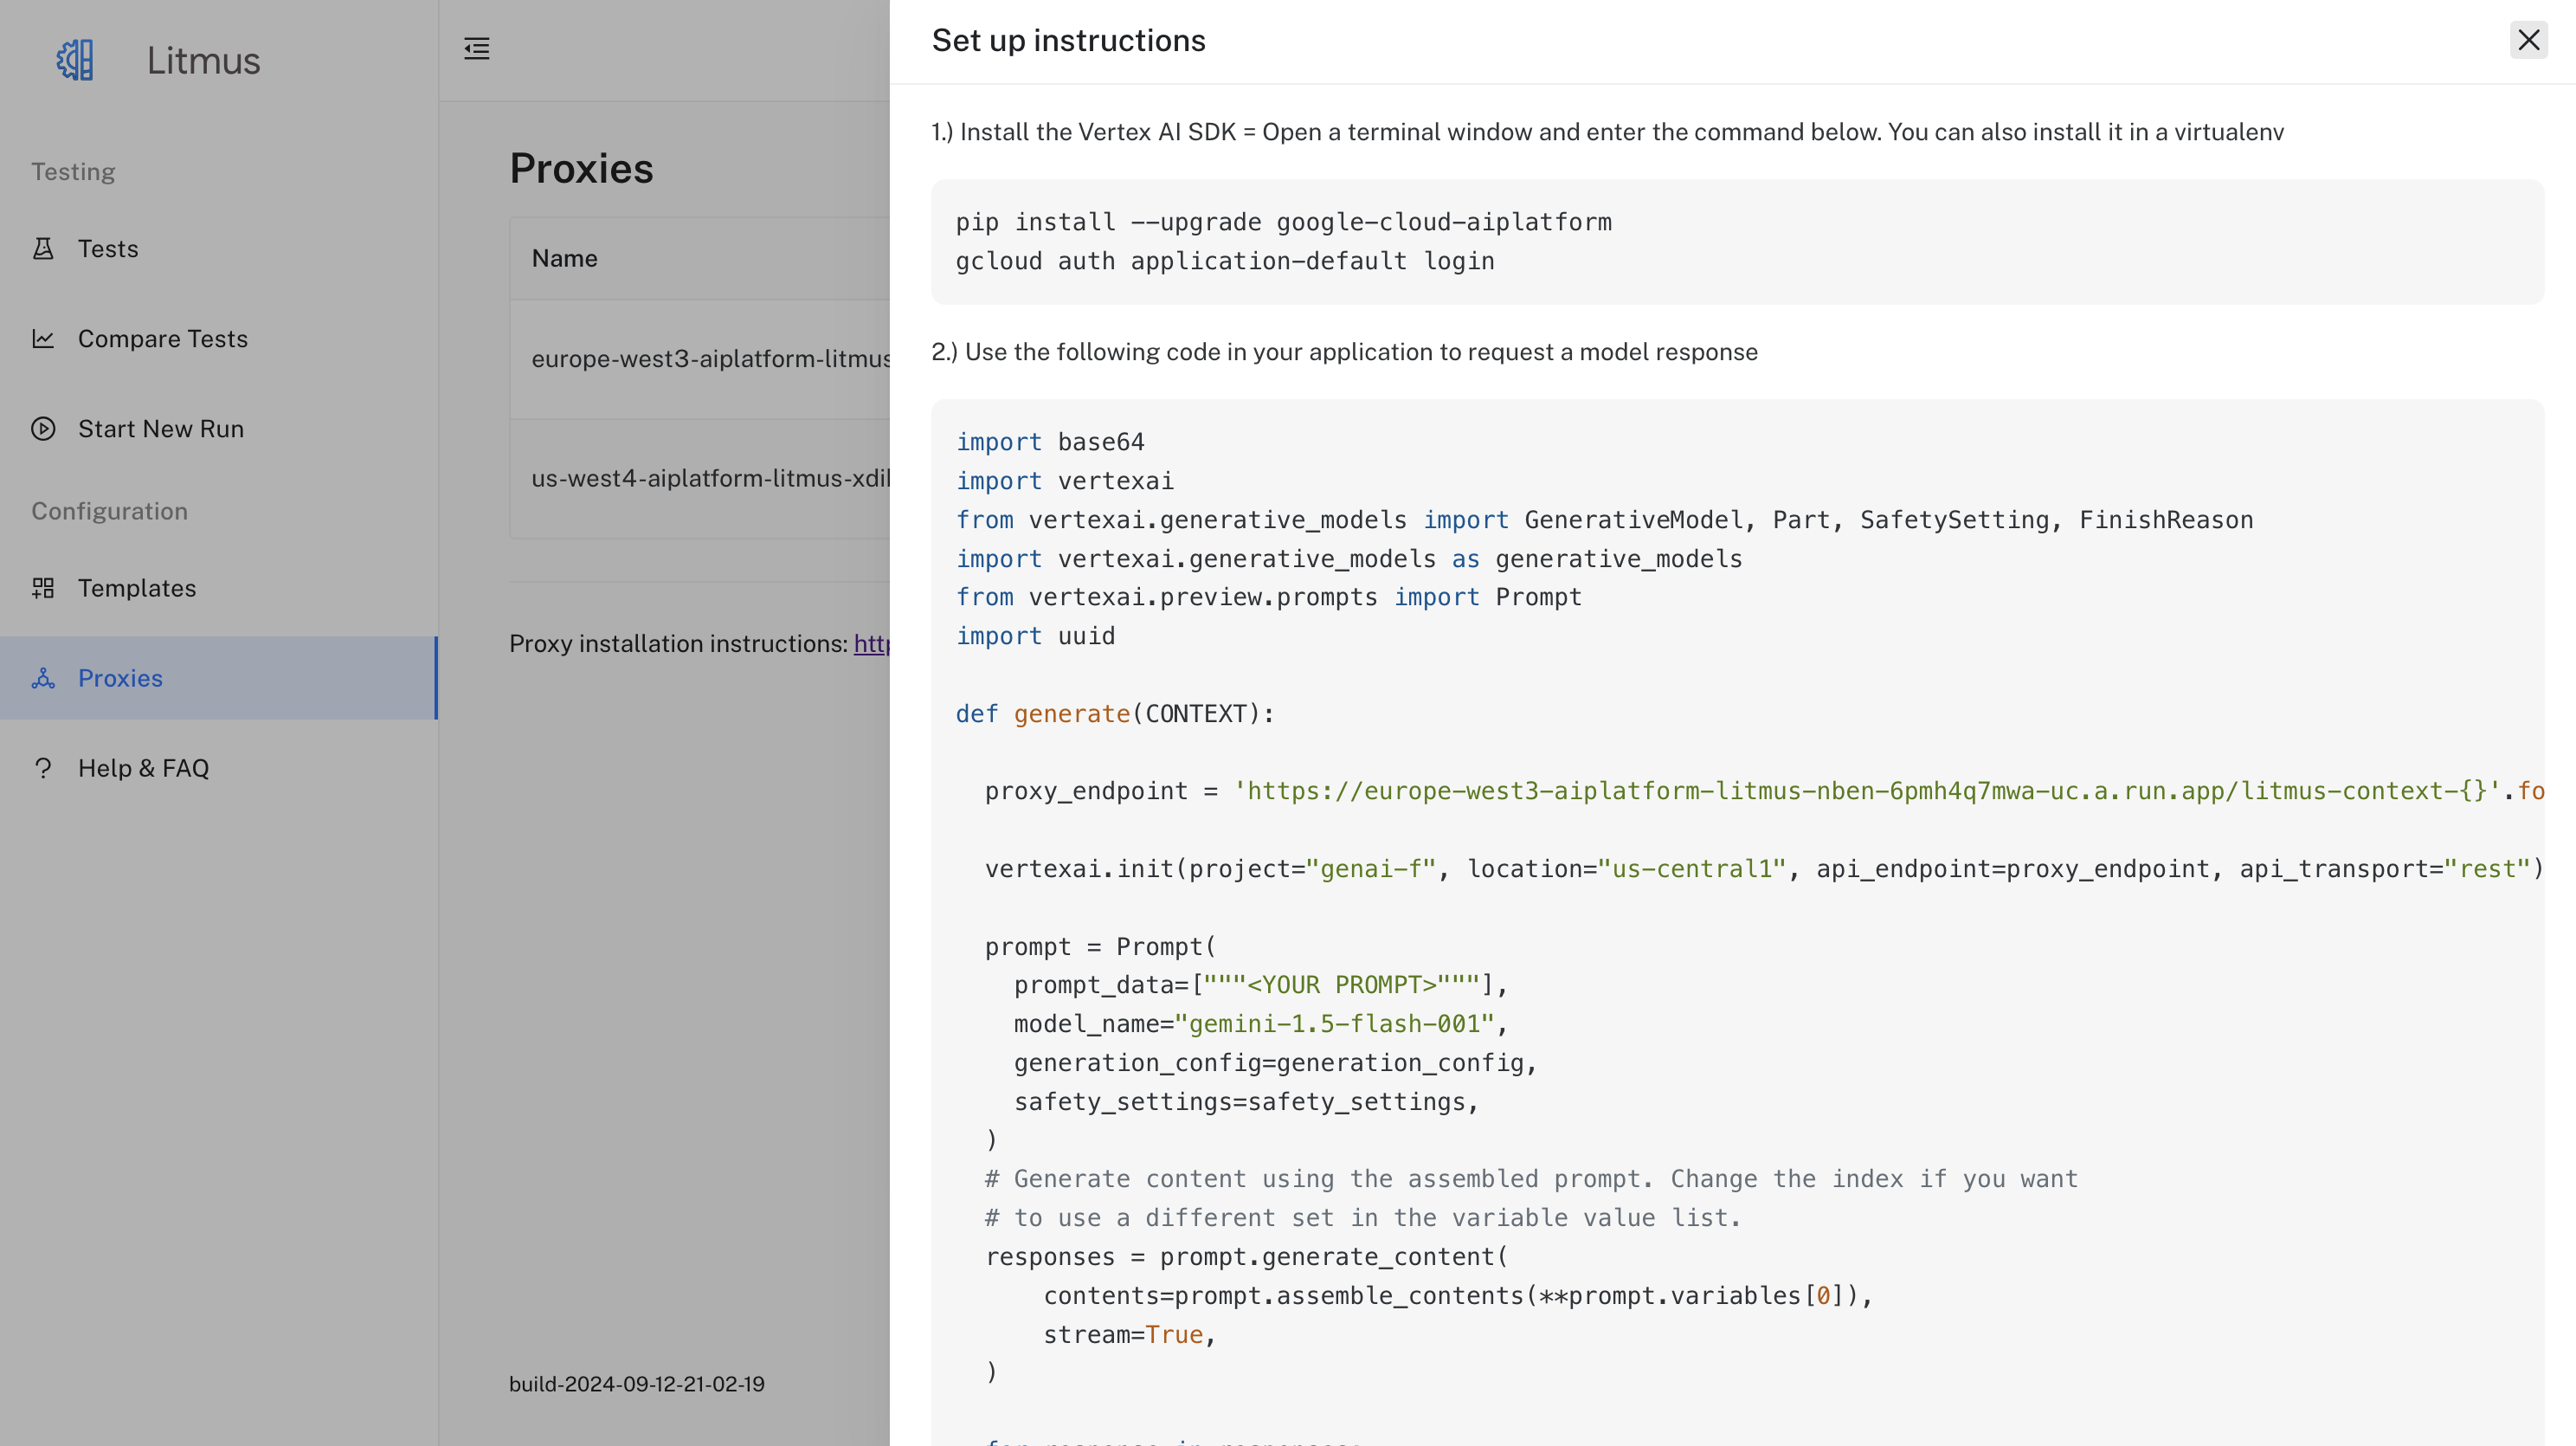 Litmus
Testing
Tests
Compare Tests
Start New Run
Configuration
Templates
Proxies
Help & FAQ
Proxies
Name
europe-west3-aiplatform-litmus
us-west4-aiplatform-litmus-xdil
Proxy installation instructions: http
build-2024-09-12-21-02-19
Set up instructions
1.) Install the Vertex AI SDK = Open a terminal window and enter the command below. You can also install it in a virtualenv
pip install --upgrade google-cloud-aiplatform
gcloud auth application-default login
2.) Use the following code in your application to request a model response
import base64
import vertexai
from vertexai.generative_models import GenerativeModel, Part, SafetySetting, FinishReason
import vertexai.generative_models as generative_models
from vertexai.preview.prompts import Prompt
import uuid
def generate(CONTEXT):
proxy_endpoint = 'https://europe-west3-aiplatform-litmus-nben-6pmh4q7mwa-uc.a.run.app/litmus-context-{}'.fo
vertexai.init(project="genai-f", location="us-central1", api_endpoint=proxy_endpoint, api_transport="rest")
prompt = Prompt(
prompt_data=["""<YOUR PROMPT>"""],
model_name="gemini-1.5-flash-001",
generation_config=generation_config,
safety_settings=safety_settings,
)
# Generate content using the assembled prompt. Change the index if you want
# to use a different set in the variable value list.
responses = prompt.generate_content(
contents=prompt.assemble_contents(**prompt.variables[0]),
stream=True,
)
for response in responses: